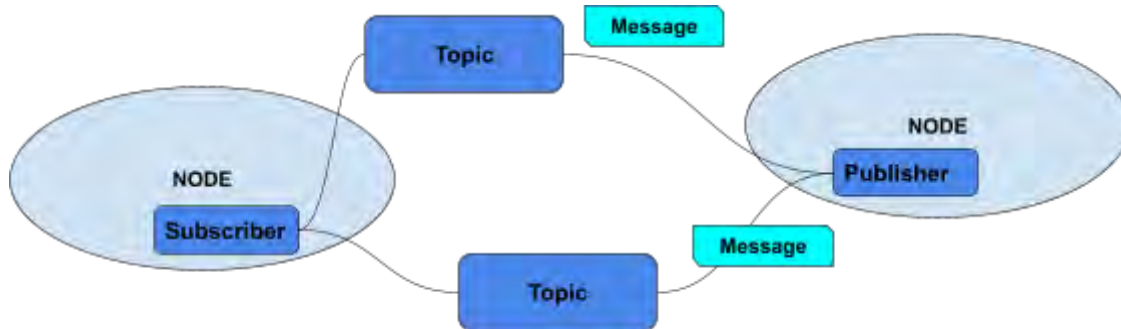 Message
Topic
NODE
Publisher
NODE
Subscriber
Message
Topic